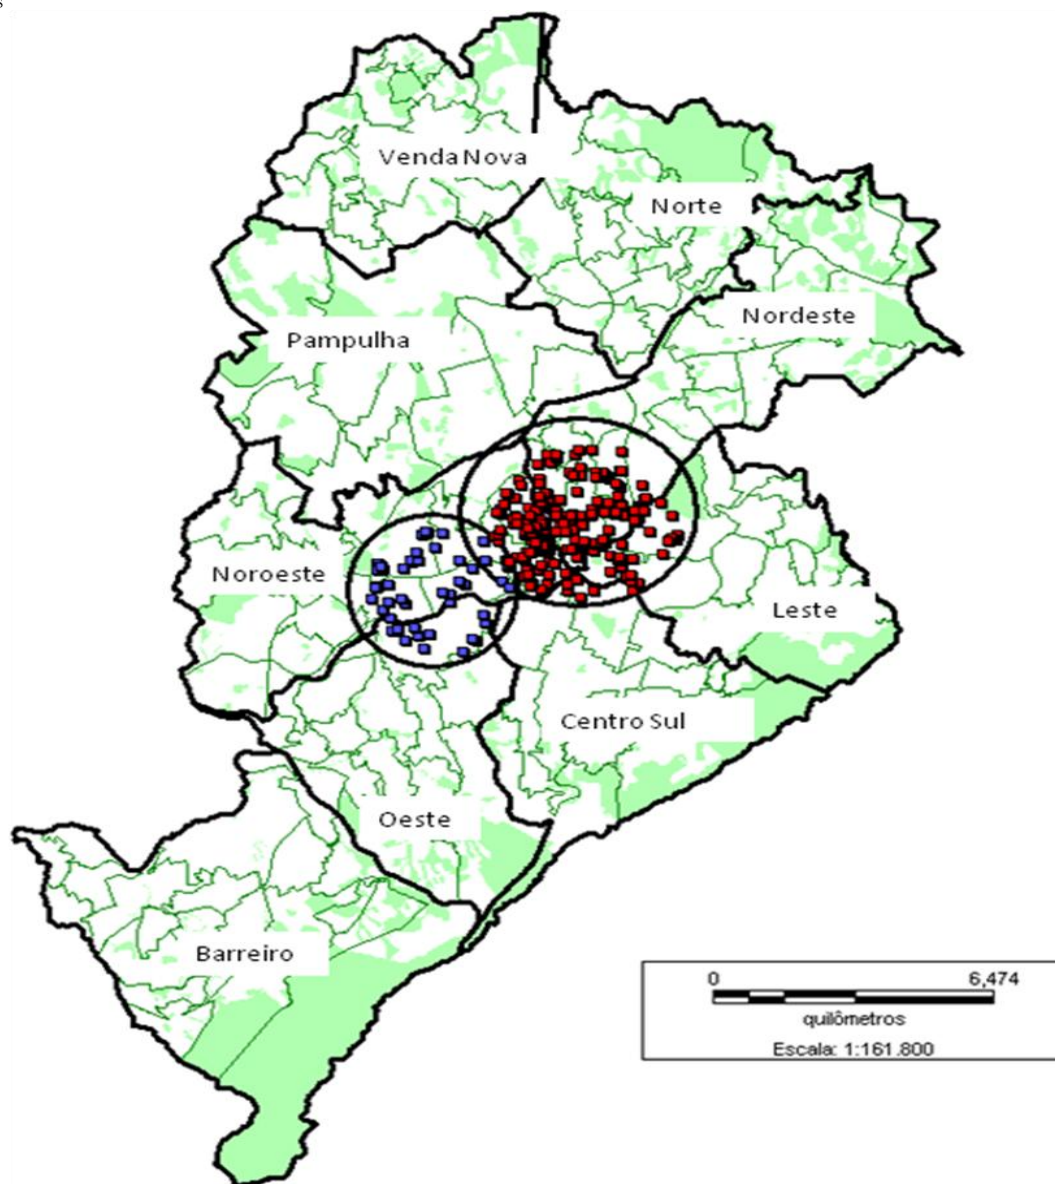 s
Venda Nova
Norte
Nordeste
Pampulha
Noroeste
Leste
Centro Sul
Oeste
Barreiro
0 6,474
quilômetros
Escala: 1:161.800